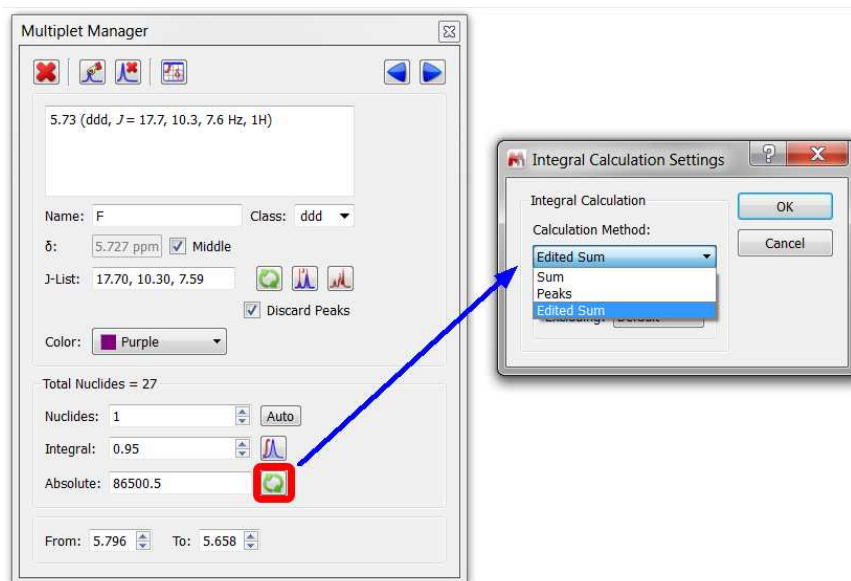 Multiplet Manager
5.73 (ddd, J = 17.7, 10.3, 7.6 Hz, 1H)
Name: F Class: ddd
δ: 5.727 ppm Middle
J-List: 17.70, 10.30, 7.59
Discard Peaks
Color: Purple
Total Nuclides = 27
Nuclides: 1 Auto
Integral: 0.95
Absolute: 86500.5
From: 5.796 To: 5.658
Integral Calculation Settings
Integral Calculation
Calculation Method:
Edited Sum
Sum
Peaks
Edited Sum
OK
Cancel